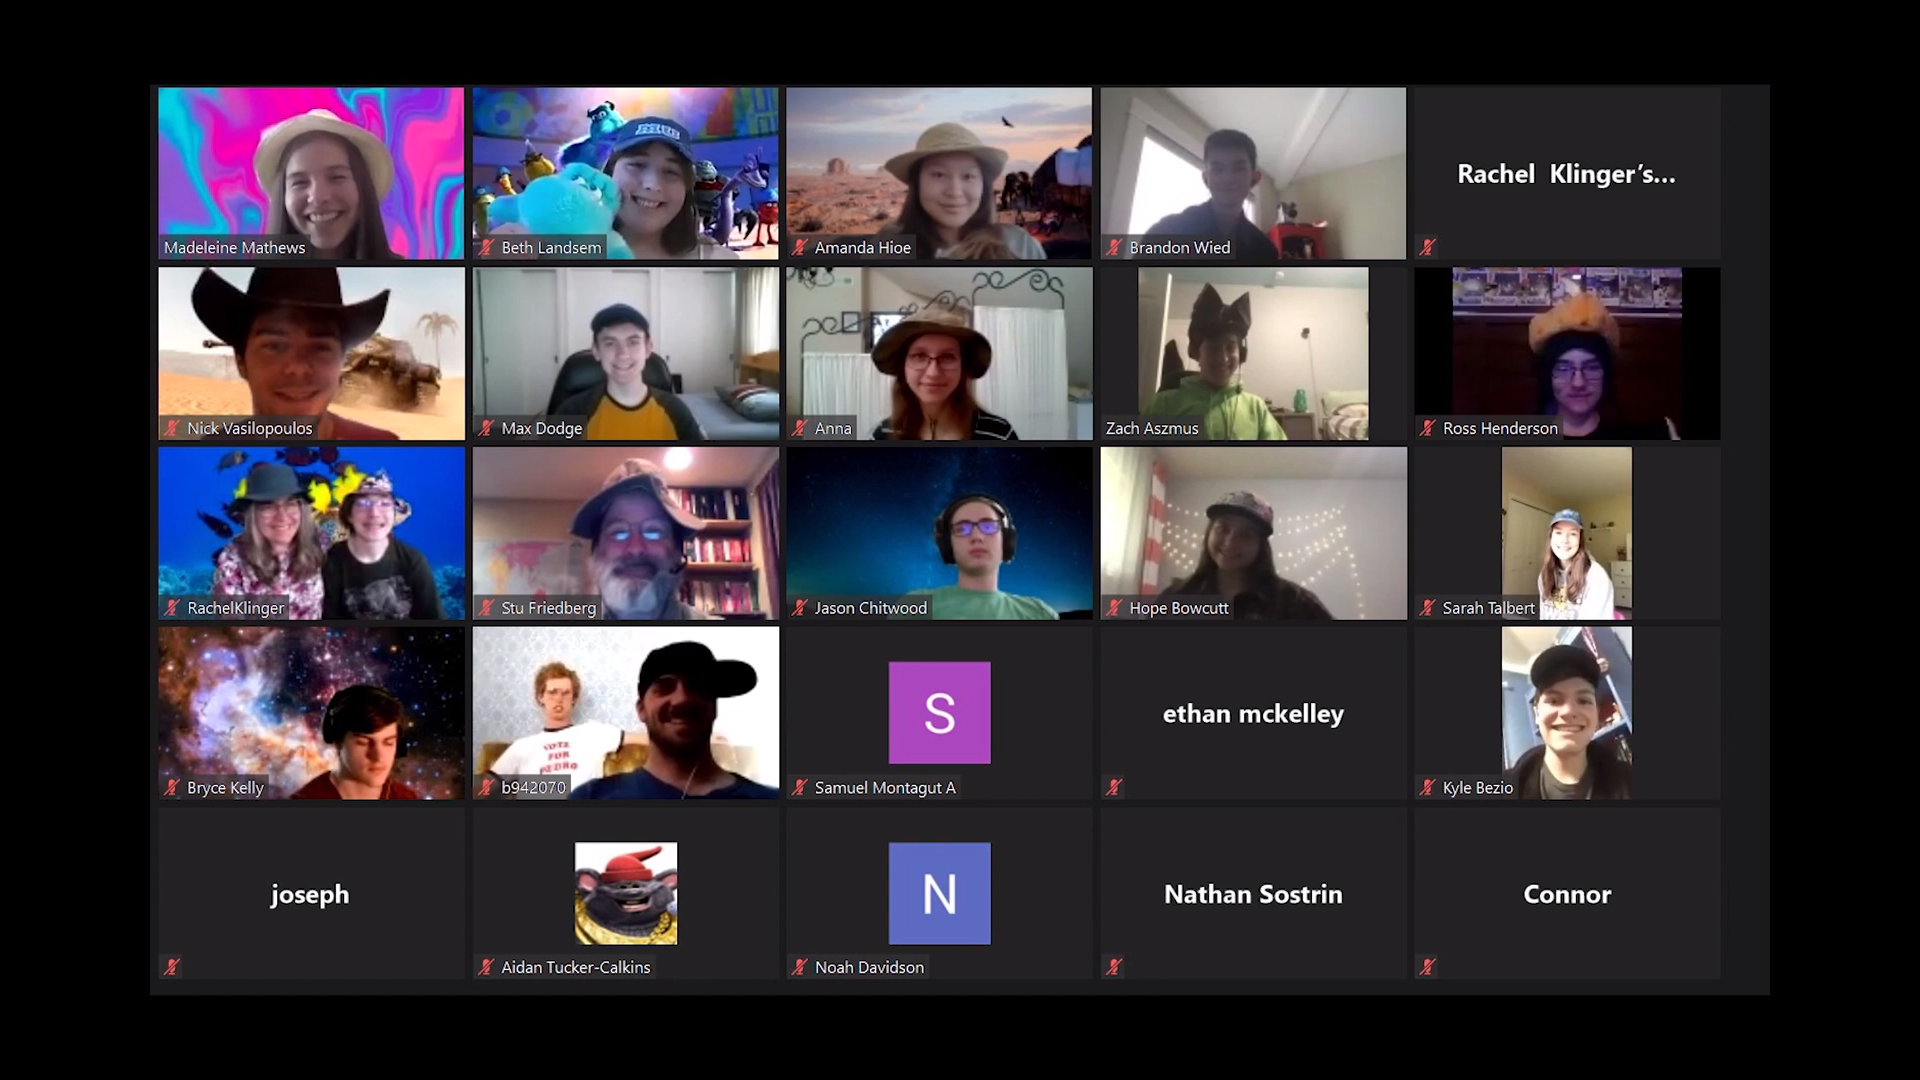 Madeleine Mathews
MU
Beth Landsem
Amanda Hioe
Brandon Wied
Rachel  Klinger's...
Nick Vasilopoulos
Max Dodge
Anna
Zach Aszmus
Ross Henderson
RachelKlinger
Stu Friedberg
Jason Chitwood
Hope Bowcutt
Sarah Talbert
Bryce Kelly
VOTE
FOR
PEDRO
b942070
S
Samuel Montagut A
ethan mckelley
Kyle Bezio
joseph
Aidan Tucker-Calkins
N
Noah Davidson
Nathan Sostrin
Connor